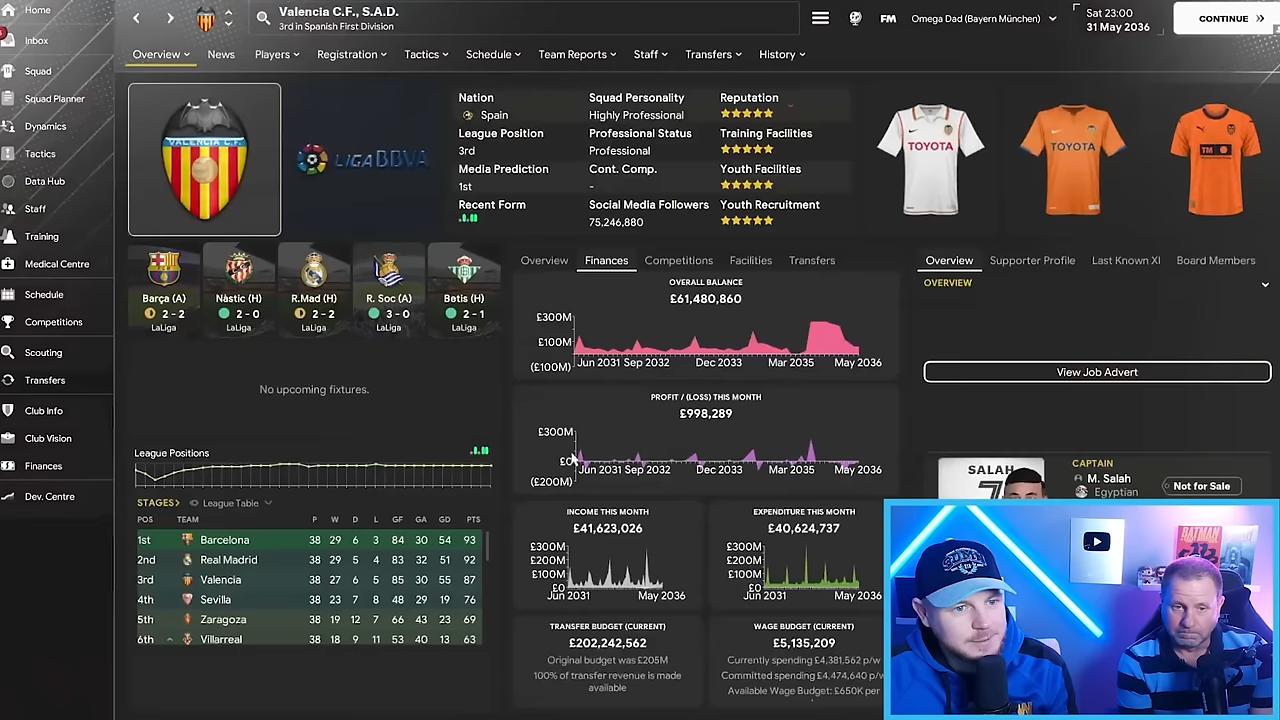 Home
Inbox
Squad
Squad Planner
Dynamics
Tactics
Data Hub
Staff
Training
Medical Centre
Schedule
Competitions
Scouting
Transfers
Club Info
Club Vision
Finances
Dev. Centre
Valencia C.F., S.A.D.
3rd in Spanish First Division
FM
Omega Dad (Bayern München)
Sat 23:00
31 May 2036
CONTINUE
Overview
News
Players
Registration
Tactics
Schedule
Team Reports
Staff
Transfers
History
VALENCIA C.F.
LIGA BBVA
Nation
Spain
League Position
3rd
Media Prediction
1st
Recent Form
Squad Personality
Highly Professional
Professional Status
Professional
Cont. Comp.
-
Social Media Followers
75,246,880
Reputation
Training Facilities
Youth Facilities
Youth Recruitment
TOYOTA
TOYOTA
TM
Barça (A)
2 - 2
LaLiga
Nàstic (H)
2 - 0
LaLiga
R.Mad (H)
2 - 2
LaLiga
R. Soc (A)
3 - 0
LaLiga
Betis (H)
2 - 1
LaLiga
No upcoming fixtures.
League Positions
STAGES> League Table
POS TEAM P W D L GF GA GD PTS
1st Barcelona 38 29 6 3 84 30 54 93
2nd Real Madrid 38 29 5 4 83 32 51 92
3rd Valencia 38 27 6 5 85 30 55 87
4th Sevilla 38 23 7 8 48 29 19 76
5th Zaragoza 38 19 12 7 66 43 23 69
6th Villarreal 38 18 9 11 53 40 13 63
Overview Finances Competitions Facilities Transfers
OVERALL BALANCE
£61,480,860
£300M
£100M
(£100M)
Jun 2031 Sep 2032 Dec 2033 Mar 2035 May 2036
PROFIT / (LOSS) THIS MONTH
£998,289
£300M
£0
(£200M)
Jun 2031 Sep 2032 Dec 2033 Mar 2035 May 2036
INCOME THIS MONTH
£41,623,026
£300M
£200M
£100M
£0
Jun 2031 May 2036
EXPENDITURE THIS MONTH
£40,624,737
£300M
£200M
£100M
£0
Jun 2031 May 2036
TRANSFER BUDGET (CURRENT)
£202,242,562
Original budget was £205M
100% of transfer revenue is made
available
WAGE BUDGET (CURRENT)
£5,135,209
Currently spending £4,381,562 p/w
Committed spending £4,474,640 p/w
Available Wage Budget: £650K per
Overview Supporter Profile Last Known XI Board Members
OVERVIEW
View Job Advert
SALAH
7
CAPTAIN
M. Salah
Egyptian
Not for Sale
BATMAN